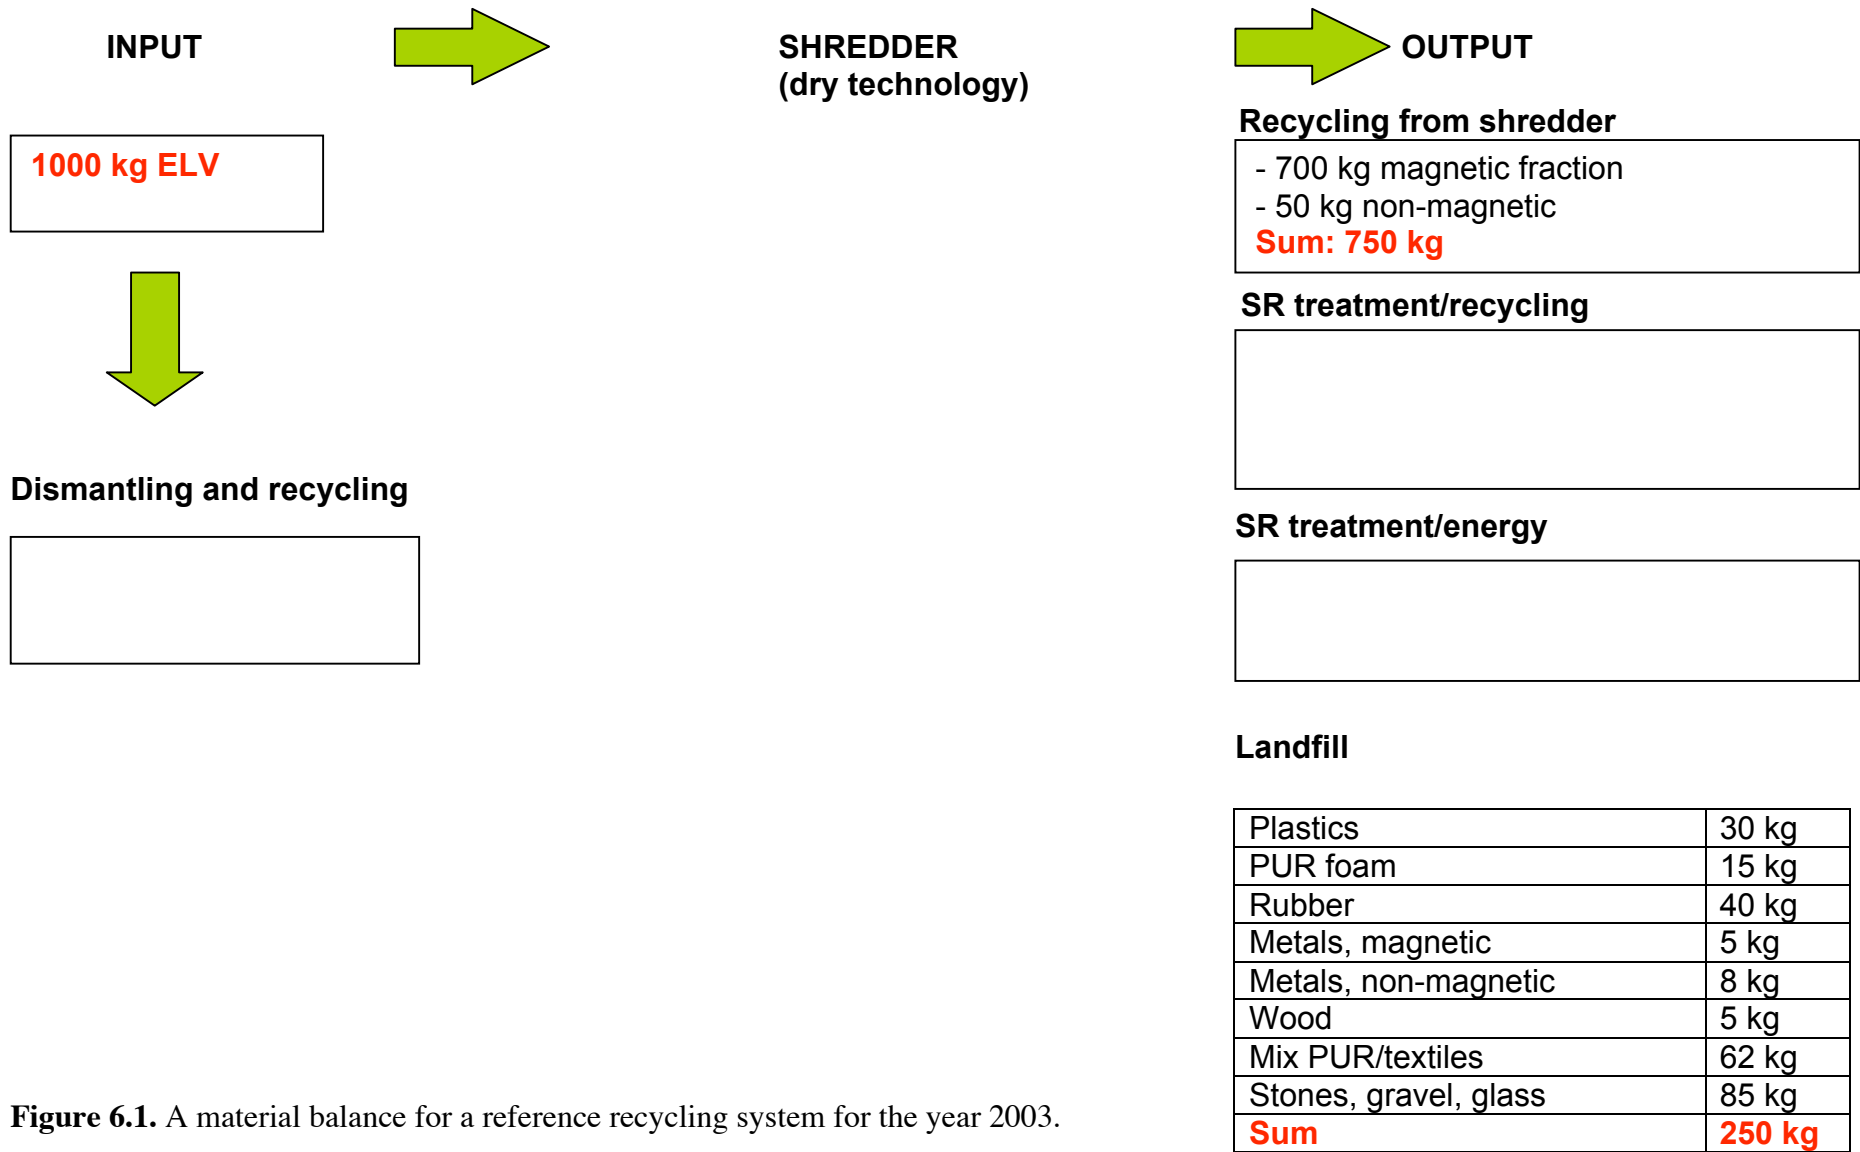 INPUT
SHREDDER
(dry technology)
OUTPUT
1000 kg ELV
Recycling from shredder
- 700 kg magnetic fraction
- 50 kg non-magnetic
Sum: 750 kg
SR treatment/recycling
Dismantling and recycling
SR treatment/energy
Landfill
Plastics 30 kg
PUR foam 15 kg
Rubber 40 kg
Metals, magnetic 5 kg
Metals, non-magnetic 8 kg
Wood 5 kg
Mix PUR/textiles 62 kg
Stones, gravel, glass 85 kg
Sum 250 kg
Figure 6.1. A material balance for a reference recycling system for the year 2003.